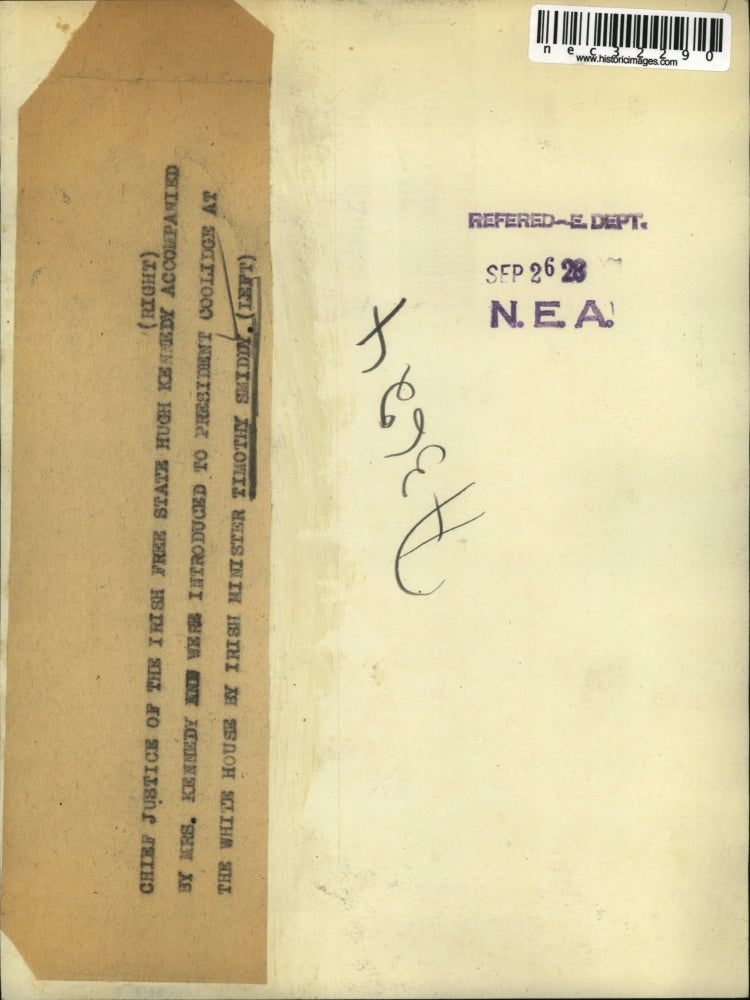 (RIGHT)
CHIEF JUSTICE OF THE IRISH FREE STATE HUGH KENNEDY ACCOMPANIED
BY MRS. KENNEDY AND WERE INTRODUCED TO PRESIDENT COOLIDGE AT
THE WHITE HOUSE BY IRISH MINISTER TIMOTHY SMIDDY. (LEFT)
nec32290
www.historicimages.com
REFERED--E. DEPT.
SEP 26 28
N. E. A.